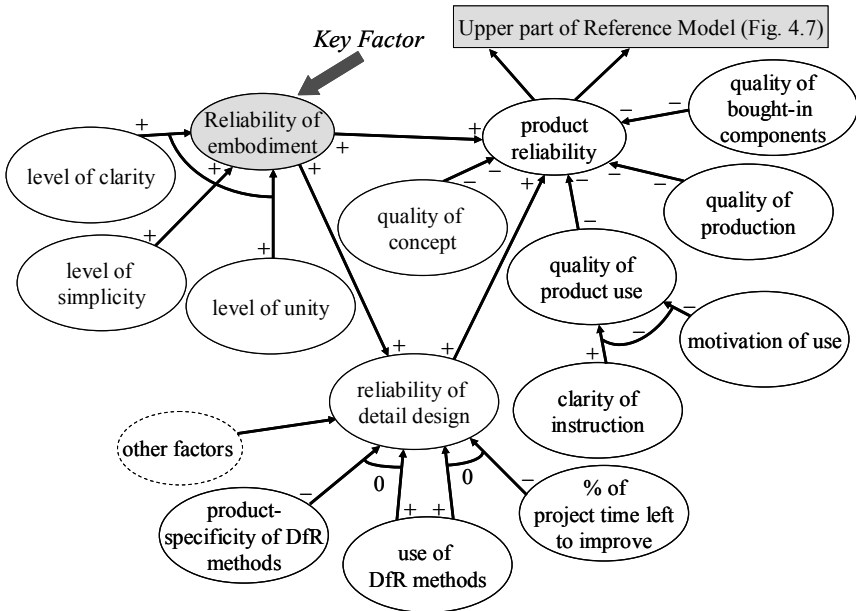 Upper part of Reference Model (Fig. 4.7)
Key Factor
Reliability of
embodiment
+
+
+
+
+
+
product
reliability
+
−
−
−
−
−
−
−
−
+
quality of
bought-in
components
level of clarity
+
quality of
concept
quality of
production
level of
simplicity
+
level of unity
+
quality of
product use
−
−
−
motivation of use
+
clarity of
instruction
reliability of
detail design
+
+
other factors
0
0
−
product-
specificity of DfR
methods
+
+
use of
DfR methods
−
% of
project time left
to improve